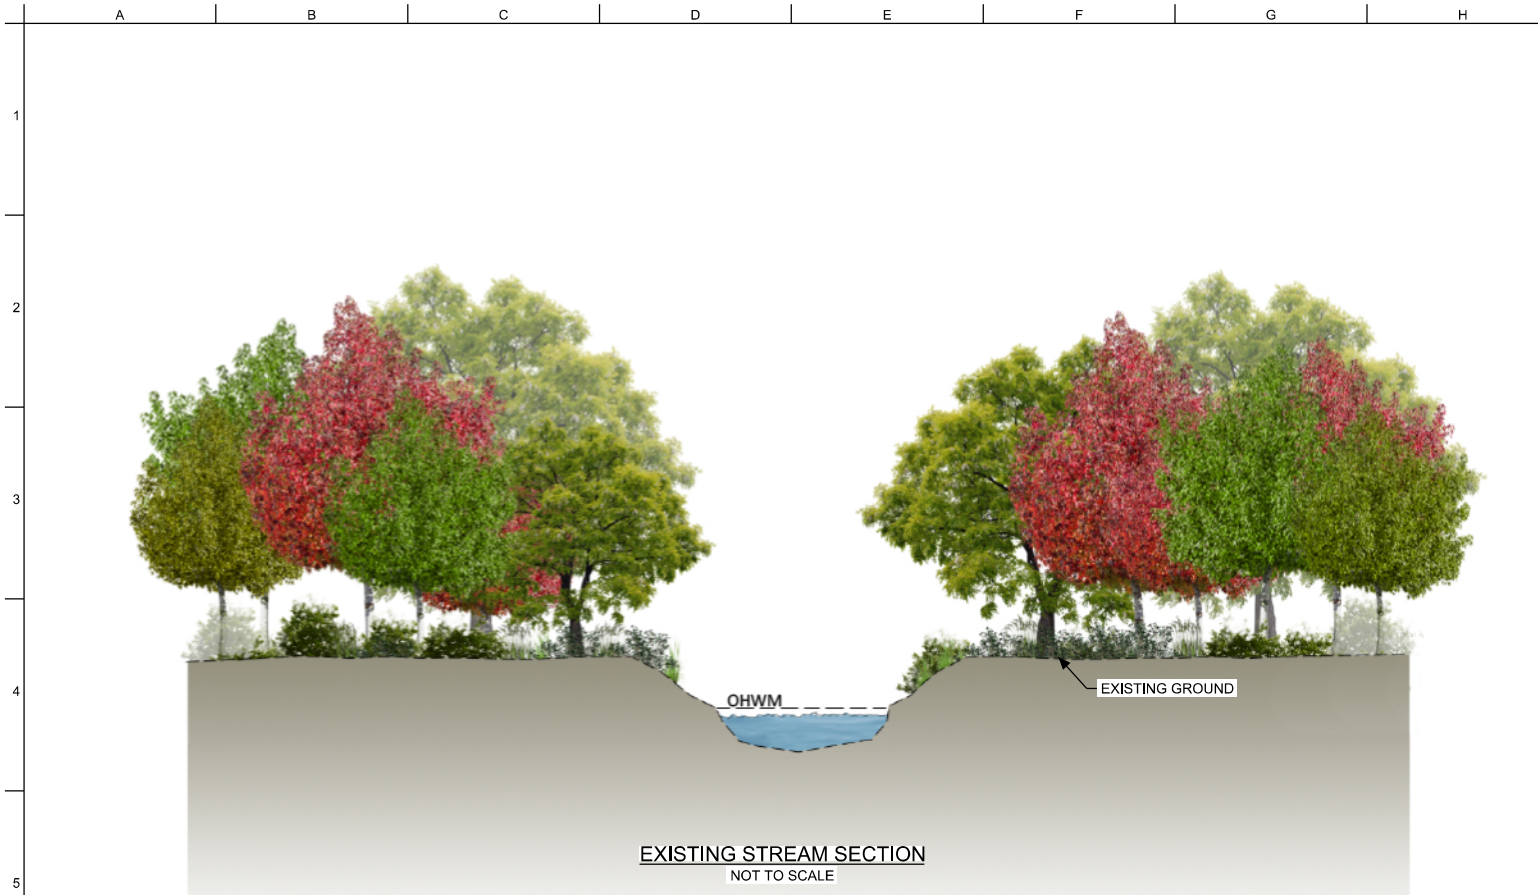 A B C D E F G H
1
2
3
4
5
OHWM
EXISTING GROUND
EXISTING STREAM SECTION
NOT TO SCALE